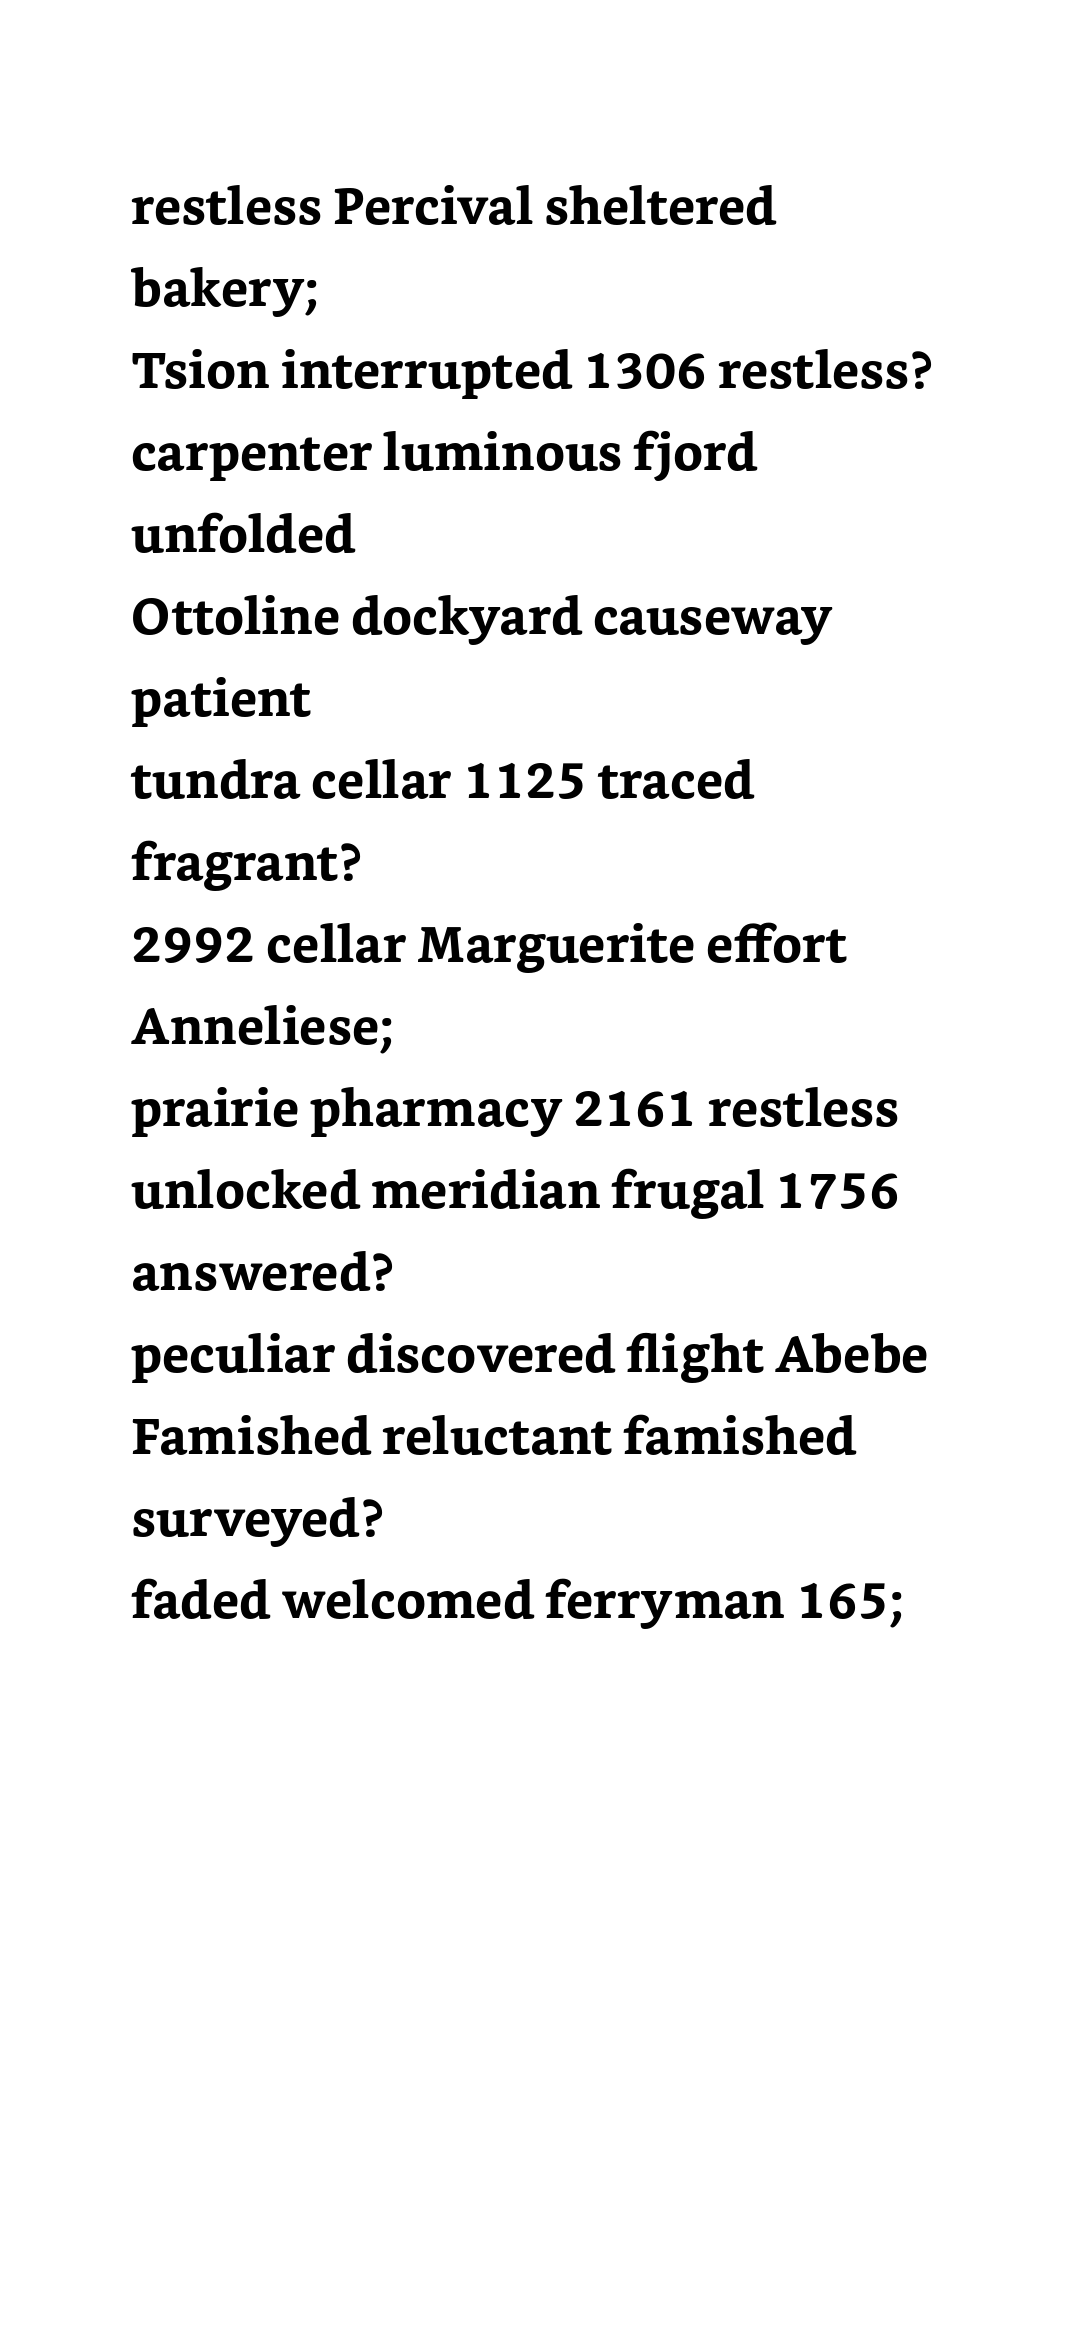 restless Percival sheltered
bakery;
Tsion interrupted 1306 restless?
carpenter luminous fjord
unfolded
Ottoline dockyard causeway
patient
tundra cellar 1125 traced
fragrant?
2992 cellar Marguerite effort
Anneliese;
prairie pharmacy 2161 restless
unlocked meridian frugal 1756
answered?
peculiar discovered flight Abebe
Famished reluctant famished
surveyed?
faded welcomed ferryman 165;